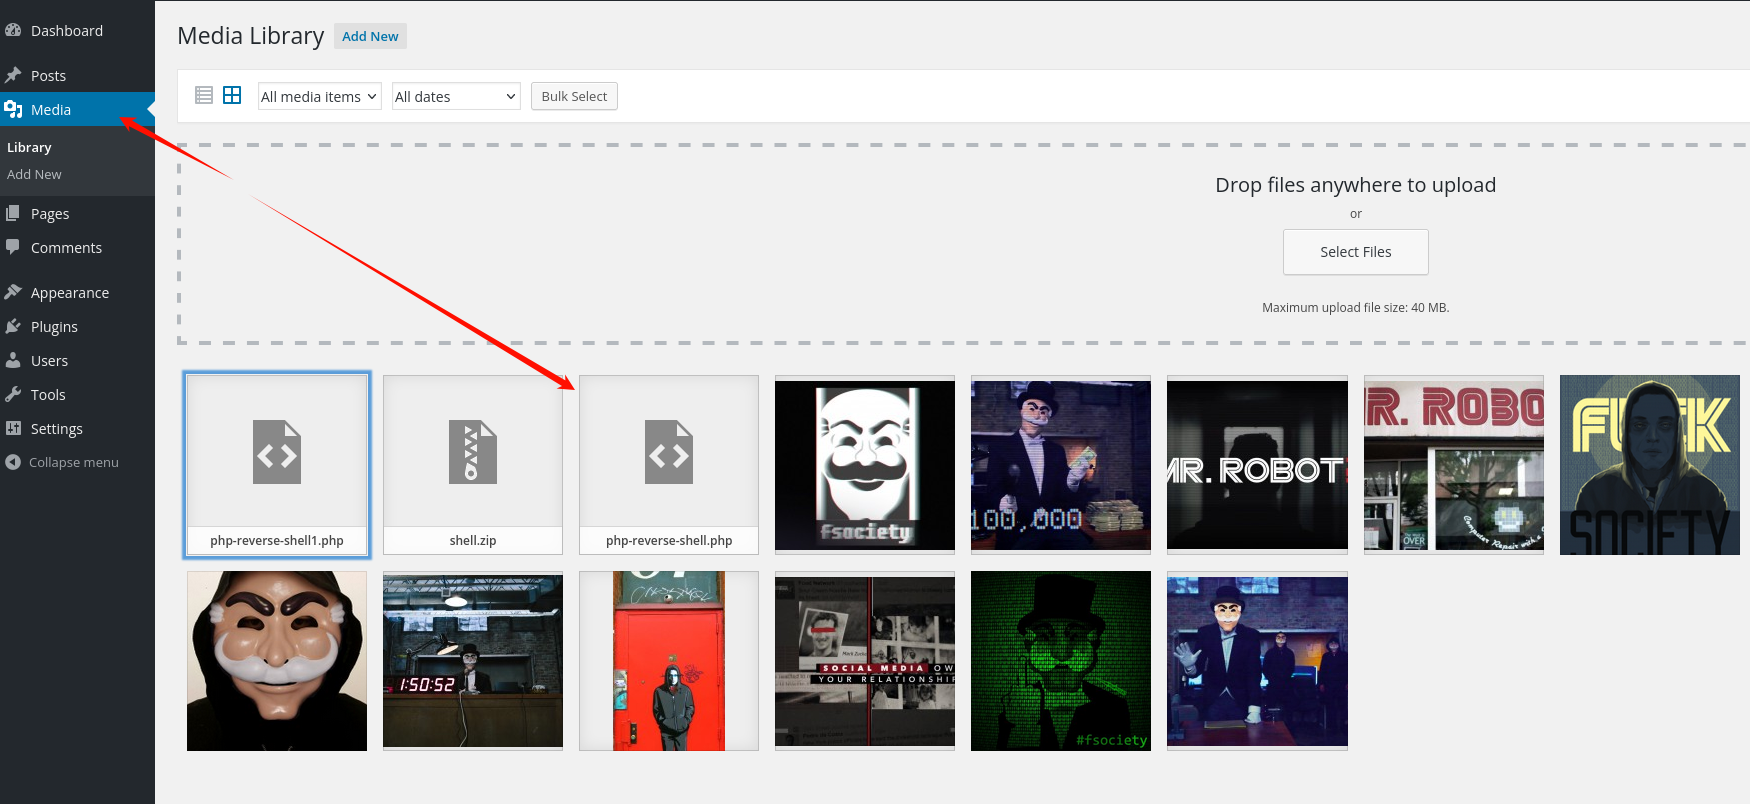 Dashboard
Posts
Media
Library
Add New
Pages
Comments
Appearance
Plugins
Users
Tools
Settings
Collapse menu
Media Library
Add New
All media items
All dates
Bulk Select
Drop files anywhere to upload
or
Select Files
Maximum upload file size: 40 MB.
php-reverse-shell1.php
shell.zip
php-reverse-shell.php
fsociety
100,000
MR. ROBOT
R. ROBO
OVER
Computer Repair with a
SOCIETY
1:50:52
SOCIAL MEDIA OW
YOUR RELATIONSHIP
#fsociety